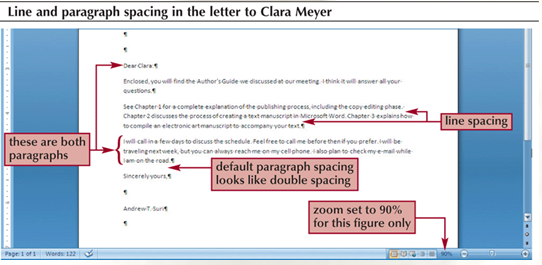 Line and paragraph spacing in the letter to Clara Meyer
¶
¶
Dear Clara:¶
Enclosed, you will find the Author's Guide we discussed at our meeting. I think it will answer all your
questions.¶
See Chapter 1 for a complete explanation of the publishing process, including the copy editing phase.
Chapter 2 discusses the process of creating a text manuscript in Microsoft Word. Chapter 3 explains how
to compile an electronic art manuscript to accompany your text.¶
line spacing
these are both
paragraphs
I will call in a few days to discuss the schedule. Feel free to call me before then if you prefer. I will be
traveling next week, but you can always reach me on my cell phone. I also plan to check my e-mail while
I am on the road.¶
default paragraph spacing
looks like double spacing
Sincerely yours,¶
¶
Andrew T. Suri¶
¶
zoom set to 90%
for this figure only
Page: 1 of 1 Words: 122 90%